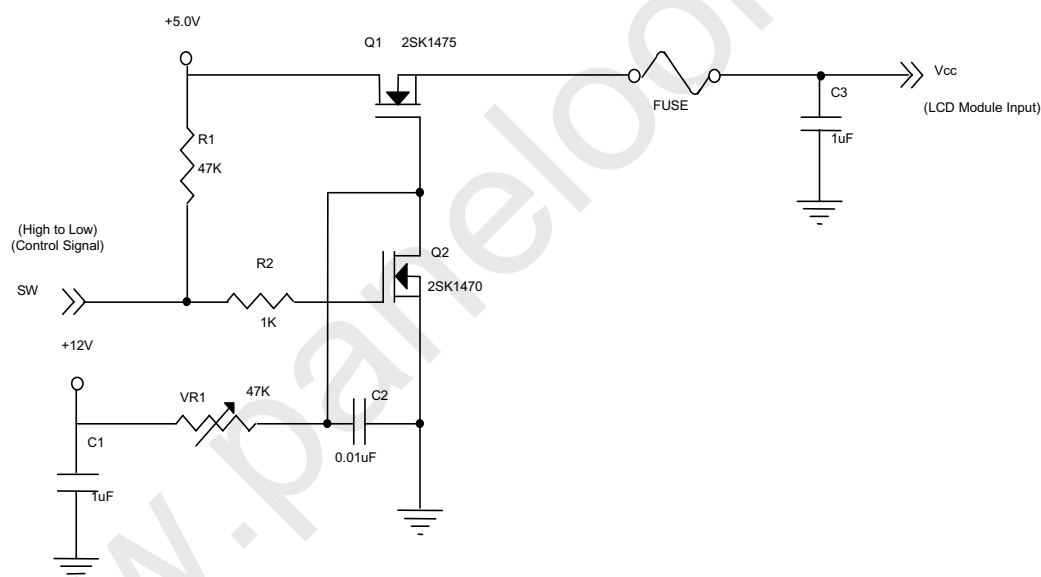 +5.0V
Q1 2SK1475
Vcc
C3
FUSE
(LCD Module Input)
R1
1uF
47K
(High to Low)
(Control Signal)
Q2
R2
2SK1470
SW
1K
+12V
47K
VR1
C2
C1
0.01uF
1uF
w.paneloo